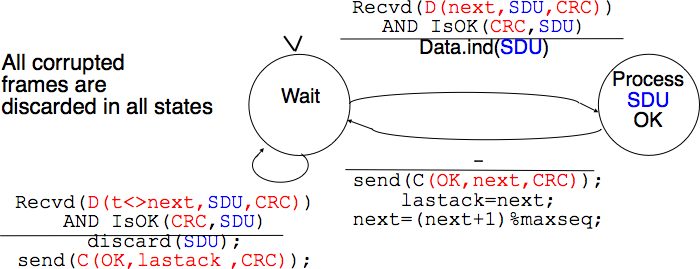 Recvd(D(next,SDU,CRC))
AND IsOK(CRC,SDU)
Data.ind(SDU)
All corrupted
frames are
discarded in all states
Wait
Process
SDU
OK
–
send(C(OK,next,CRC));
lastack=next;
next=(next+1)%maxseq;
Recvd(D(t<>next,SDU,CRC))
AND IsOK(CRC,SDU)
discard(SDU);
send(C(OK,lastack ,CRC));